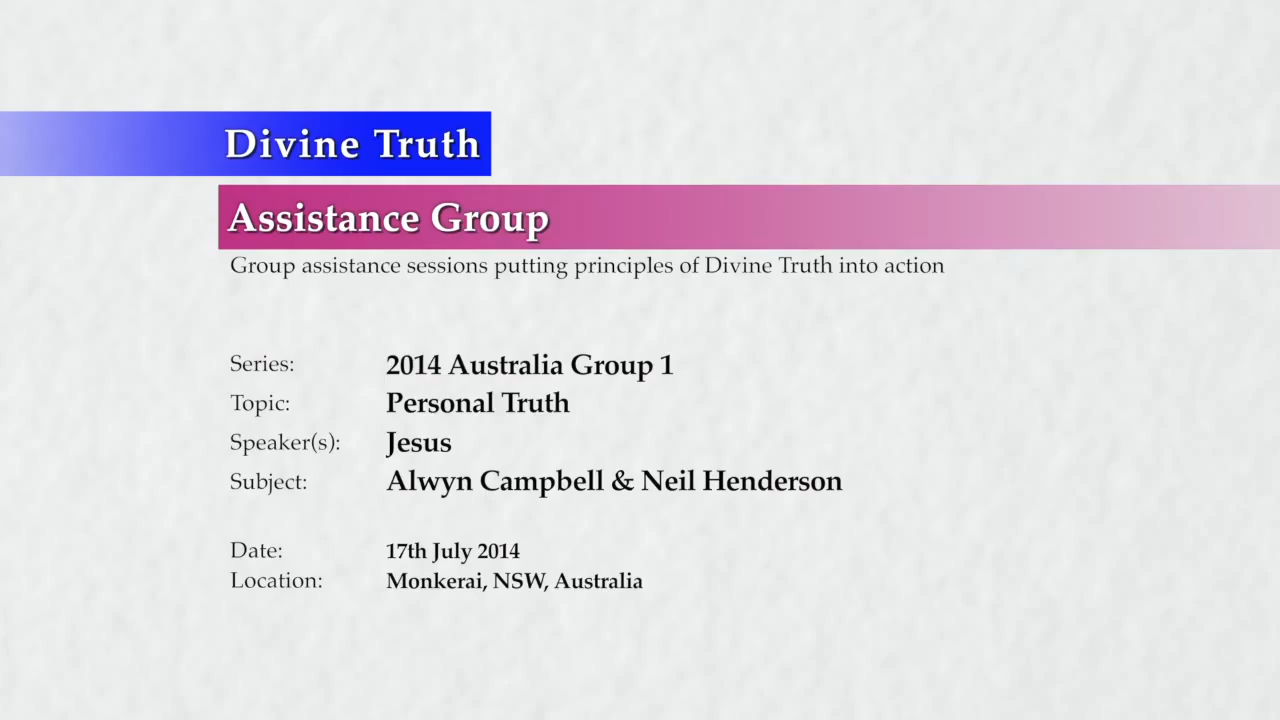 Divine Truth
Assistance Group
Group assistance sessions putting principles of Divine Truth into action
Series: 2014 Australia Group 1
Topic: Personal Truth
Speaker(s): Jesus
Subject: Alwyn Campbell & Neil Henderson
Date: 17th July 2014
Location: Monkerai, NSW, Australia